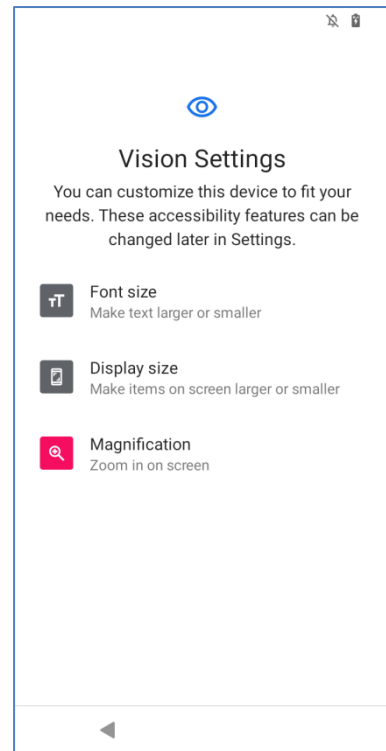 Vision Settings
You can customize this device to fit your
needs. These accessibility features can be
changed later in Settings.
Font size
Make text larger or smaller
Display size
Make items on screen larger or smaller
Magnification
Zoom in on screen